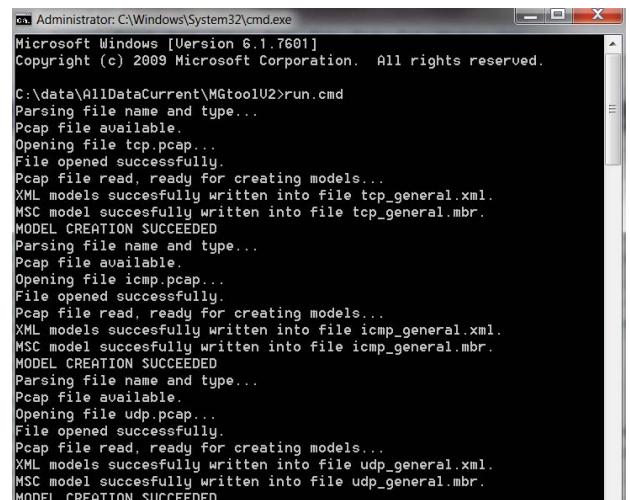 Administrator: C:\Windows\System32\cmd.exe
Microsoft Windows [Version 6.1.7601]
Copyright (c) 2009 Microsoft Corporation.  All rights reserved.
C:\data\AllDataCurrent\MGtoolV2>run.cmd
Parsing file name and type...
Pcap file available.
Opening file tcp.pcap...
File opened successfully.
Pcap file read, ready for creating models...
XML models succesfully written into file tcp_general.xml.
MSC model succesfully written into file tcp_general.mbr.
MODEL CREATION SUCCEEDED
Parsing file name and type...
Pcap file available.
Opening file icmp.pcap...
File opened successfully.
Pcap file read, ready for creating models...
XML models succesfully written into file icmp_general.xml.
MSC model succesfully written into file icmp_general.mbr.
MODEL CREATION SUCCEEDED
Parsing file name and type...
Pcap file available.
Opening file udp.pcap...
File opened successfully.
Pcap file read, ready for creating models...
XML models succesfully written into file udp_general.xml.
MSC model succesfully written into file udp_general.mbr.
MODEL CREATION SUCCEEDED